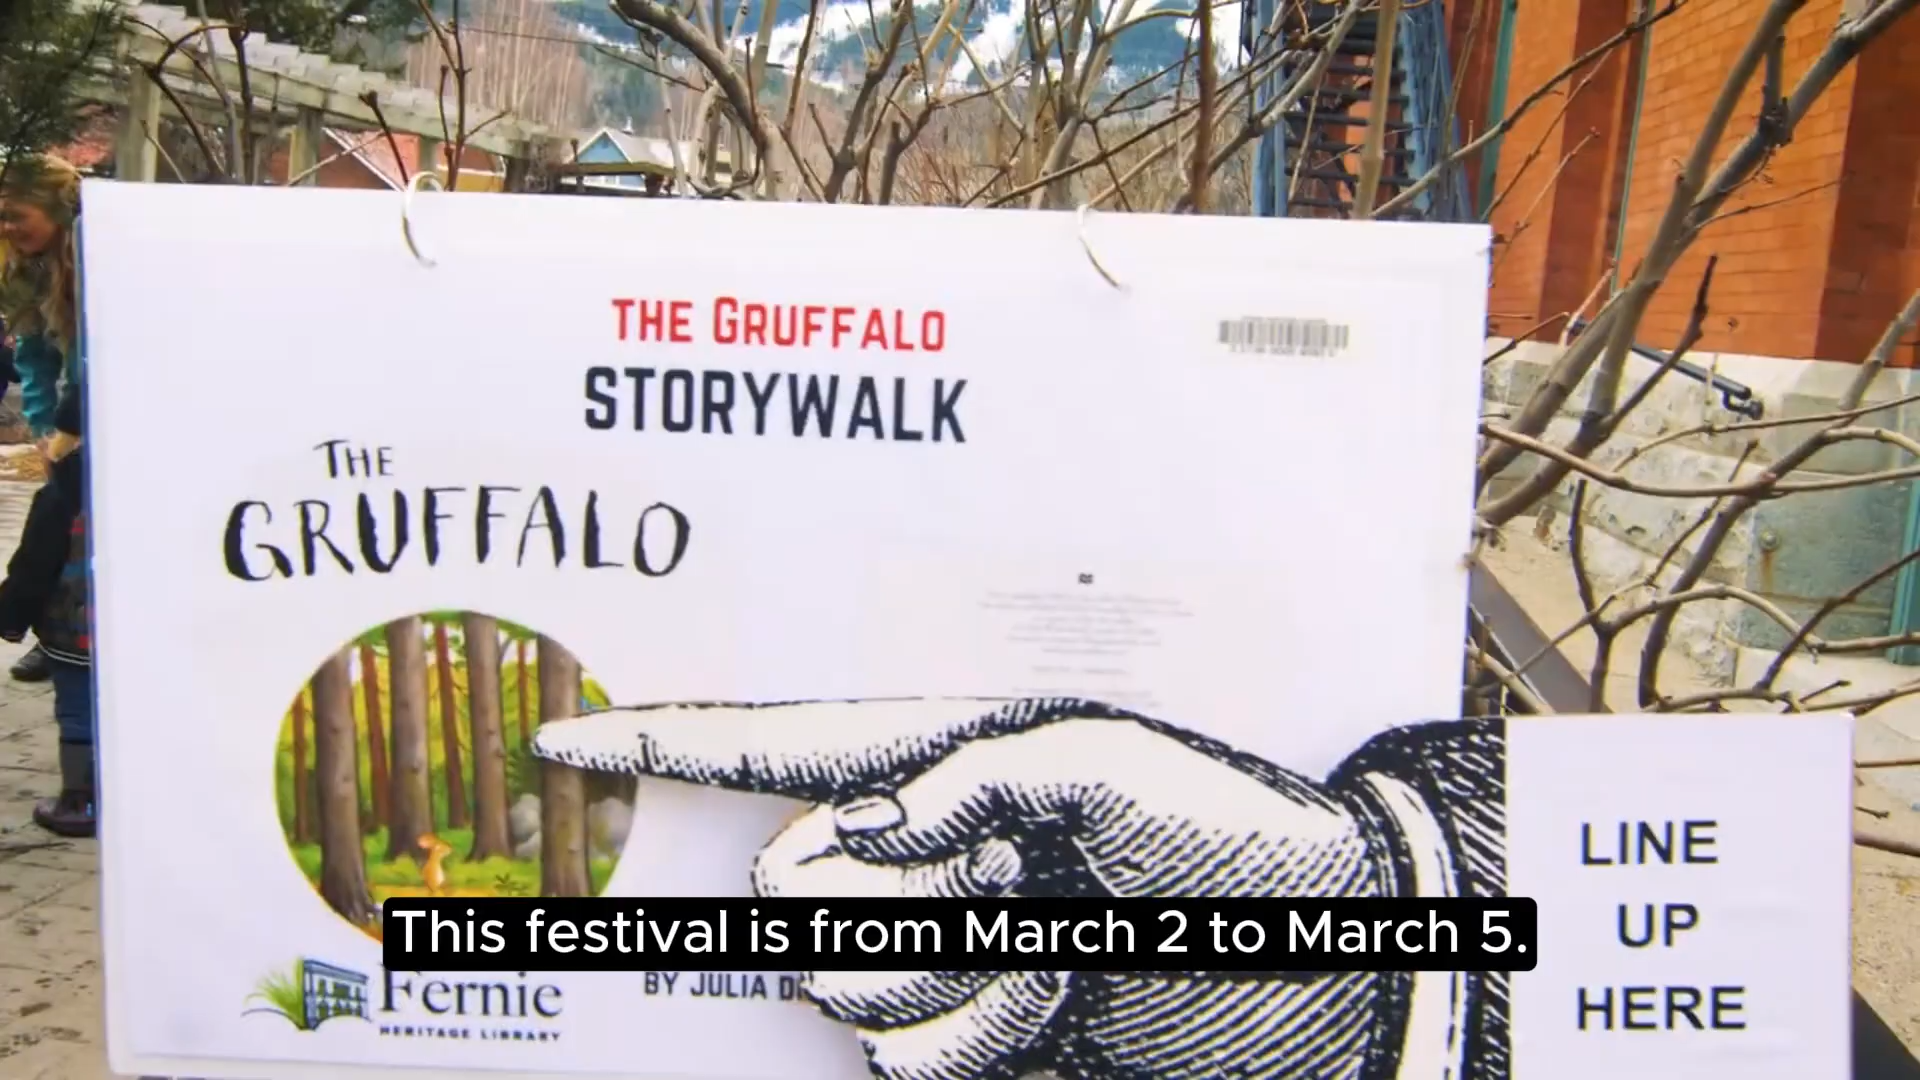 THE GRUFFALO
STORYWALK
THE
GRUFFALO
This festival is from March 2 to March 5.
Fernie
HERITAGE LIBRARY
BY JULIA
LINE
UP
HERE